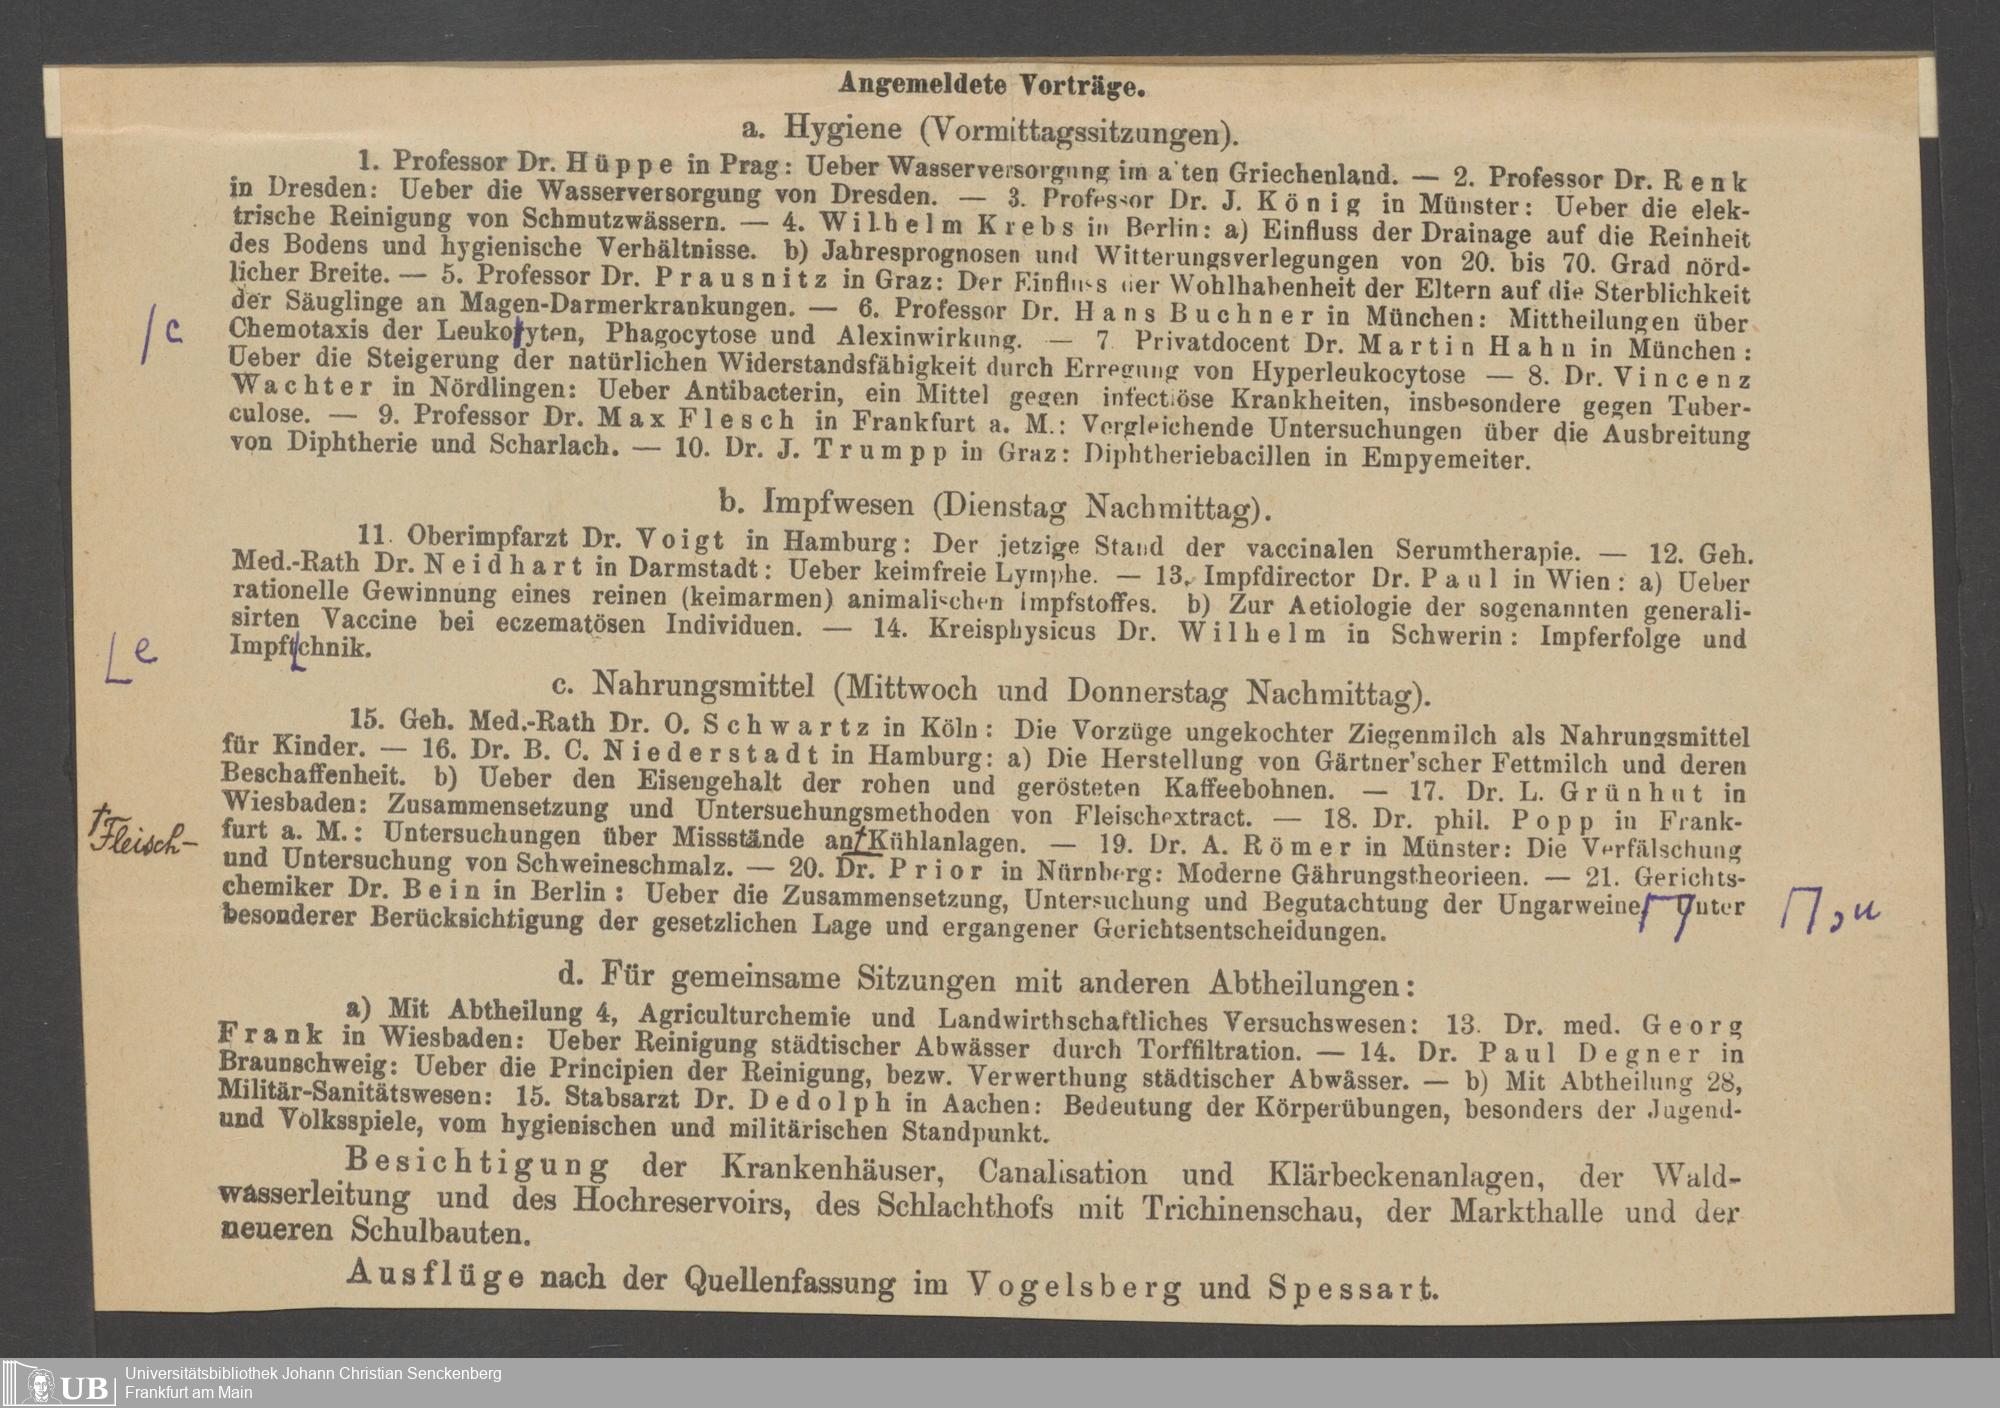 Angemeldete Vorträge.
a. Hygiene (Vormittagssitzungen).
1. Professor Dr. Hüppe in Prag: Ueber Wasserversorgung im a ten Griechenland. — 2. Professor Dr. Renk
in Dresden: Ueber die Wasserversorgung von Dresden. — 3. Professor Dr. J. König in Münster: Ueber die elek-
trische Reinigung von Schmutzwässern. — 4. Wilhelm Krebs in Berlin: a) Einfluss der Drainage auf die Reinheit
des Bodens und hygienische Verhältnisse. b) Jahresprognosen und Witterungsverlegungen von 20. bis 70. Grad nörd-
licher Breite. — 5. Professor Dr. Prausnitz in Graz: Der Einfluss der Wohlhabenheit der Eltern auf die Sterblichkeit
der Säuglinge an Magen-Darmerkrankungen. — 6. Professor Dr. Hans Buchner in München: Mittheilungen über
/c Chemotaxis der Leukotyten, Phagocytose und Alexinwirkung. — 7. Privatdocent Dr. Martin Hahn in München:
Ueber die Steigerung der natürlichen Widerstandsfähigkeit durch Erregung von Hyperleukocytose — 8. Dr. Vincenz
Wachter in Nördlingen: Ueber Antibacterin, ein Mittel gegen infectiöse Krankheiten, insbesondere gegen Tuber-
culose. — 9. Professor Dr. Max Flesch in Frankfurt a. M.: Vergleichende Untersuchungen über die Ausbreitung
von Diphtherie und Scharlach. — 10. Dr. J. Trumpp in Graz: Diphtheriebacillen in Empyemeiter.
b. Impfwesen (Dienstag Nachmittag).
11. Oberimpfarzt Dr. Voigt in Hamburg: Der jetzige Stand der vaccinalen Serumtherapie. — 12. Geh.
Med.-Rath Dr. Neidhart in Darmstadt: Ueber keimfreie Lymphe. — 13. Impfdirector Dr. Paul in Wien: a) Ueber
rationelle Gewinnung eines reinen (keimarmen) animalischen Impfstoffes. b) Zur Aetiologie der sogenannten generali-
sirten Vaccine bei eczematösen Individuen. — 14. Kreisphysicus Dr. Wilhelm in Schwerin: Impferfolge und
e Impftchnik.
c. Nahrungsmittel (Mittwoch und Donnerstag Nachmittag).
15. Geh. Med.-Rath Dr. O. Schwartz in Köln: Die Vorzüge ungekochter Ziegenmilch als Nahrungsmittel
für Kinder. — 16. Dr. B. C. Niederstadt in Hamburg: a) Die Herstellung von Gärtner'scher Fettmilch und deren
Beschaffenheit. b) Ueber den Eisengehalt der rohen und gerösteten Kaffeebohnen. — 17. Dr. L. Grünhut in
Wiesbaden: Zusammensetzung und Untersuchungsmethoden von Fleischextract. — 18. Dr. phil. Popp in Frank-
†Fleisch- furt a. M.: Untersuchungen über Missstände an†Kühlanlagen. — 19. Dr. A. Römer in Münster: Die Verfälschung
und Untersuchung von Schweineschmalz. — 20. Dr. Prior in Nürnberg: Moderne Gährungstheorieen. — 21. Gerichts-
chemiker Dr. Bein in Berlin: Ueber die Zusammensetzung, Untersuchung und Begutachtung der Ungarweine Unter , u
besonderer Berücksichtigung der gesetzlichen Lage und ergangener Gerichtsentscheidungen.
d. Für gemeinsame Sitzungen mit anderen Abtheilungen:
a) Mit Abtheilung 4, Agriculturchemie und Landwirthschaftliches Versuchswesen: 13. Dr. med. Georg
Frank in Wiesbaden: Ueber Reinigung städtischer Abwässer durch Torffiltration. — 14. Dr. Paul Degner in
Braunschweig: Ueber die Principien der Reinigung, bezw. Verwerthung städtischer Abwässer. — b) Mit Abtheilung 28,
Militär-Sanitätswesen: 15. Stabsarzt Dr. Dedolph in Aachen: Bedeutung der Körperübungen, besonders der Jugend-
und Volksspiele, vom hygienischen und militärischen Standpunkt.
Besichtigung der Krankenhäuser, Canalisation und Klärbeckenanlagen, der Wald-
wasserleitung und des Hochreservoirs, des Schlachthofs mit Trichinenschau, der Markthalle und der
neueren Schulbauten.
Ausflüge nach der Quellenfassung im Vogelsberg und Spessart.
UB
Universitätsbibliothek Johann Christian Senckenberg
Frankfurt am Main